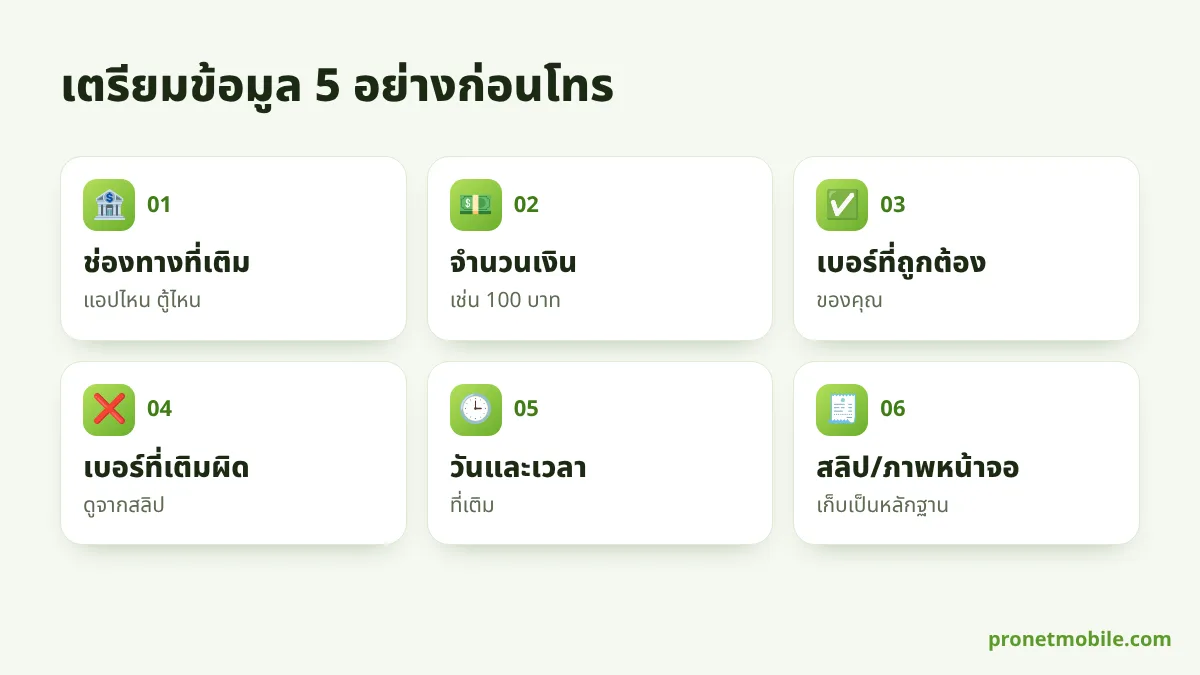 เตรียมข้อมูล 5 อย่างก่อนโทร
01
ช่องทางที่เติม
แอปไหน ตู้ไหน
02
จำนวนเงิน
เช่น 100 บาท
03
เบอร์ที่ถูกต้อง
ของคุณ
04
เบอร์ที่เติมผิด
ดูจากสลิป
05
วันและเวลา
ที่เติม
06
สลิป/ภาพหน้าจอ
เก็บเป็นหลักฐาน
pronetmobile.com